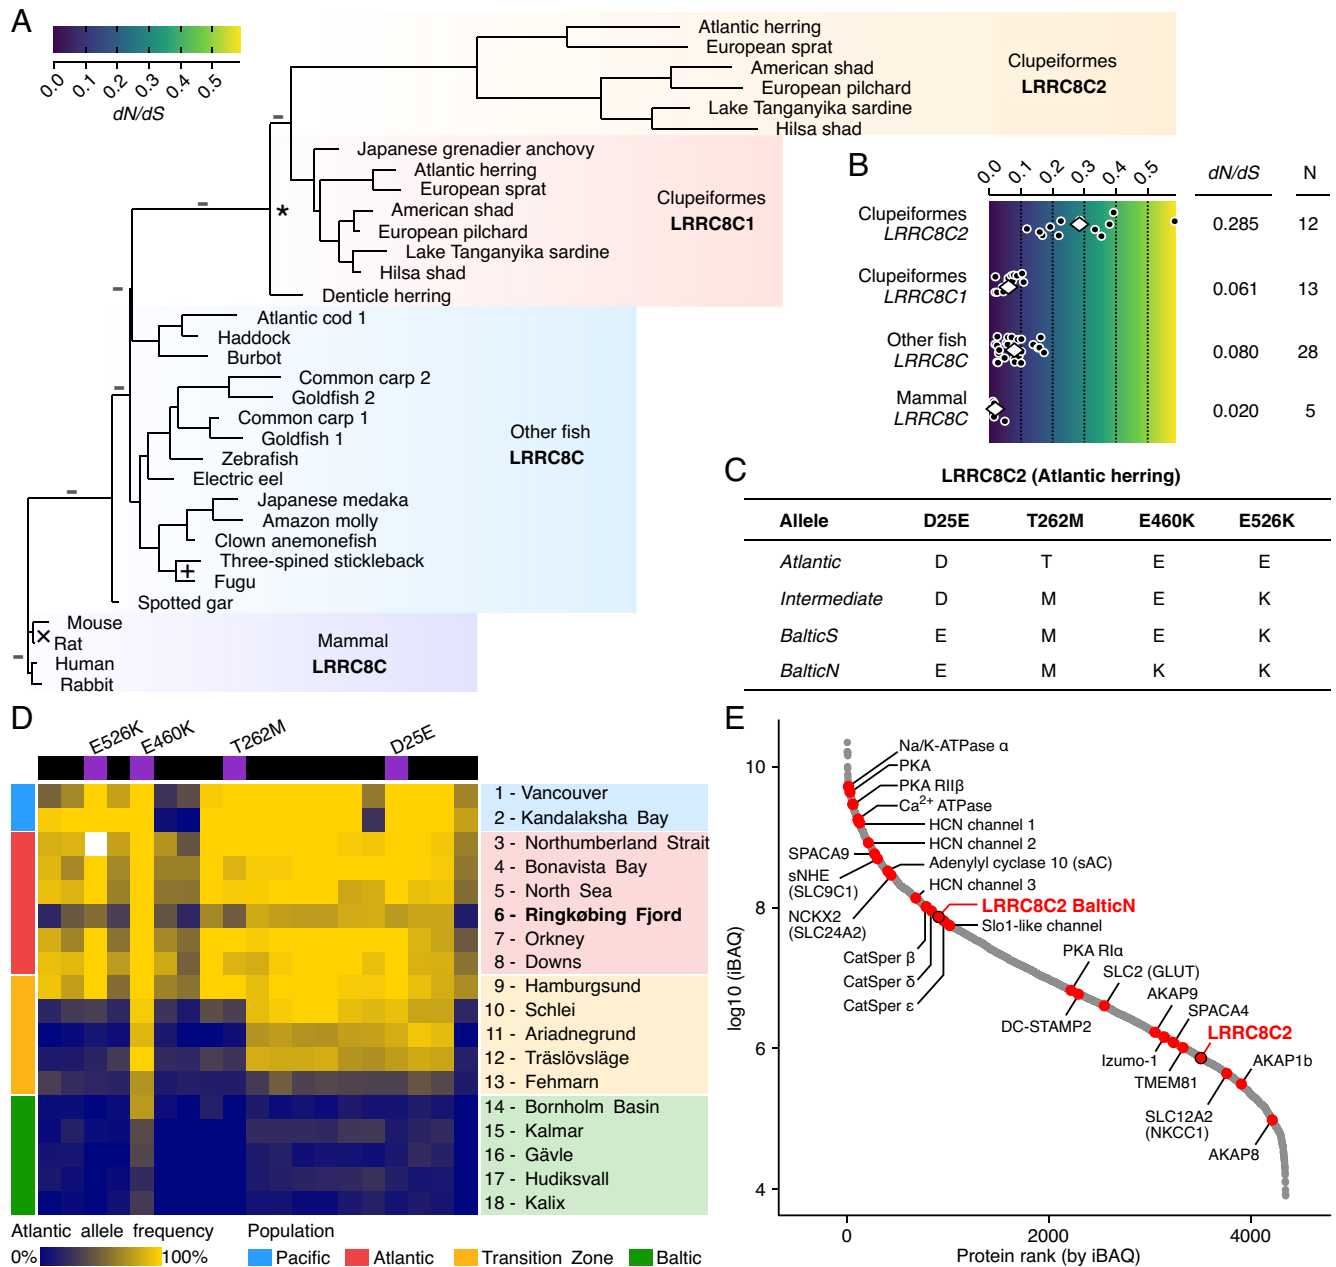 A
0.0 0.1 0.2 0.3 0.4 0.5
dN/dS
Atlantic herring
European sprat
American shad
European pilchard
Lake Tanganyika sardine
Hilsa shad
Clupeiformes
LRRC8C2
Japanese grenadier anchovy
Atlantic herring
European sprat
American shad
European pilchard
Lake Tanganyika sardine
Hilsa shad
Denticle herring
Clupeiformes
LRRC8C1
*
Atlantic cod 1
Haddock
Burbot
Common carp 2
Goldfish 2
Common carp 1
Goldfish 1
Zebrafish
Electric eel
Japanese medaka
Amazon molly
Clown anemonefish
Three-spined stickleback
+
Fugu
Spotted gar
Other fish
LRRC8C
Mouse
×
Rat
Human
Rabbit
Mammal
LRRC8C
B
0.0 0.1 0.2 0.3 0.4 0.5
dN/dS N
Clupeiformes
LRRC8C2
0.285 12
Clupeiformes
LRRC8C1
0.061 13
Other fish
LRRC8C
0.080 28
Mammal
LRRC8C
0.020 5
C
LRRC8C2 (Atlantic herring)
Allele D25E T262M E460K E526K
Atlantic D T E E
Intermediate D M E K
BalticS E M E K
BalticN E M K K
D
E526K E460K T262M D25E
1 - Vancouver
2 - Kandalaksha Bay
3 - Northumberland Strait
4 - Bonavista Bay
5 - North Sea
6 - Ringkøbing Fjord
7 - Orkney
8 - Downs
9 - Hamburgsund
10 - Schlei
11 - Ariadnegrund
12 - Träslövsläge
13 - Fehmarn
14 - Bornholm Basin
15 - Kalmar
16 - Gävle
17 - Hudiksvall
18 - Kalix
Atlantic allele frequency
0% 100%
Population
Pacific Atlantic Transition Zone Baltic
E
log10 (iBAQ)
10
8
6
4
0 2000 4000
Protein rank (by iBAQ)
Na/K-ATPase α
PKA
PKA RIIβ
Ca2+ ATPase
HCN channel 1
HCN channel 2
SPACA9
Adenylyl cyclase 10 (sAC)
sNHE
(SLC9C1)
HCN channel 3
NCKX2
(SLC24A2)
LRRC8C2 BalticN
Slo1-like channel
CatSper β
CatSper δ
CatSper ε
PKA RIα
SLC2 (GLUT)
DC-STAMP2
AKAP9
SPACA4
LRRC8C2
Izumo-1
TMEM81
AKAP1b
SLC12A2
(NKCC1)
AKAP8